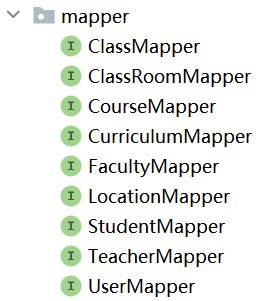 mapper
I ClassMapper
I ClassRoomMapper
I CourseMapper
I CurriculumMapper
I FacultyMapper
I LocationMapper
I StudentMapper
I TeacherMapper
I UserMapper